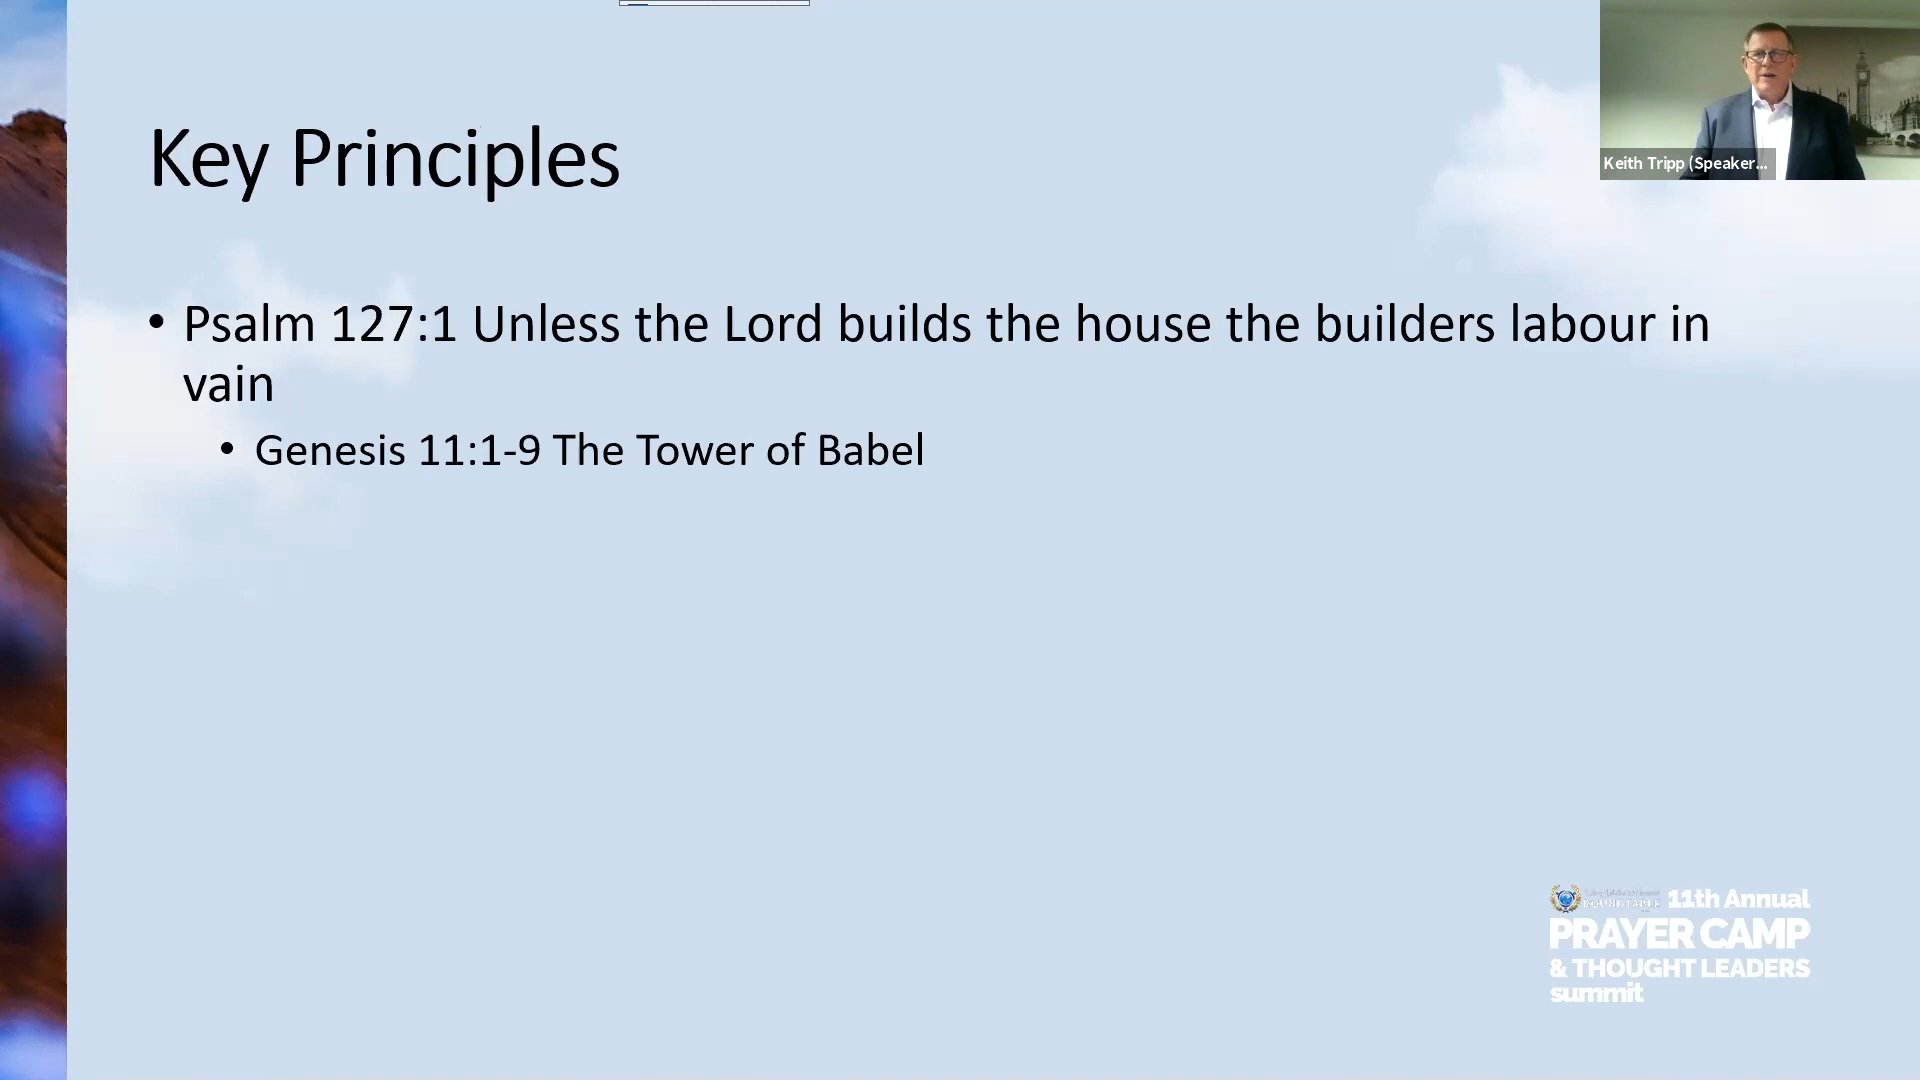 Key Principles
Keith Tripp (Speaker...
• Psalm 127:1 Unless the Lord builds the house the builders labour in
vain
• Genesis 11:1-9 The Tower of Babel
ROUNDTABLE 11th Annual
PRAYER CAMP
& THOUGHT LEADERS
summit